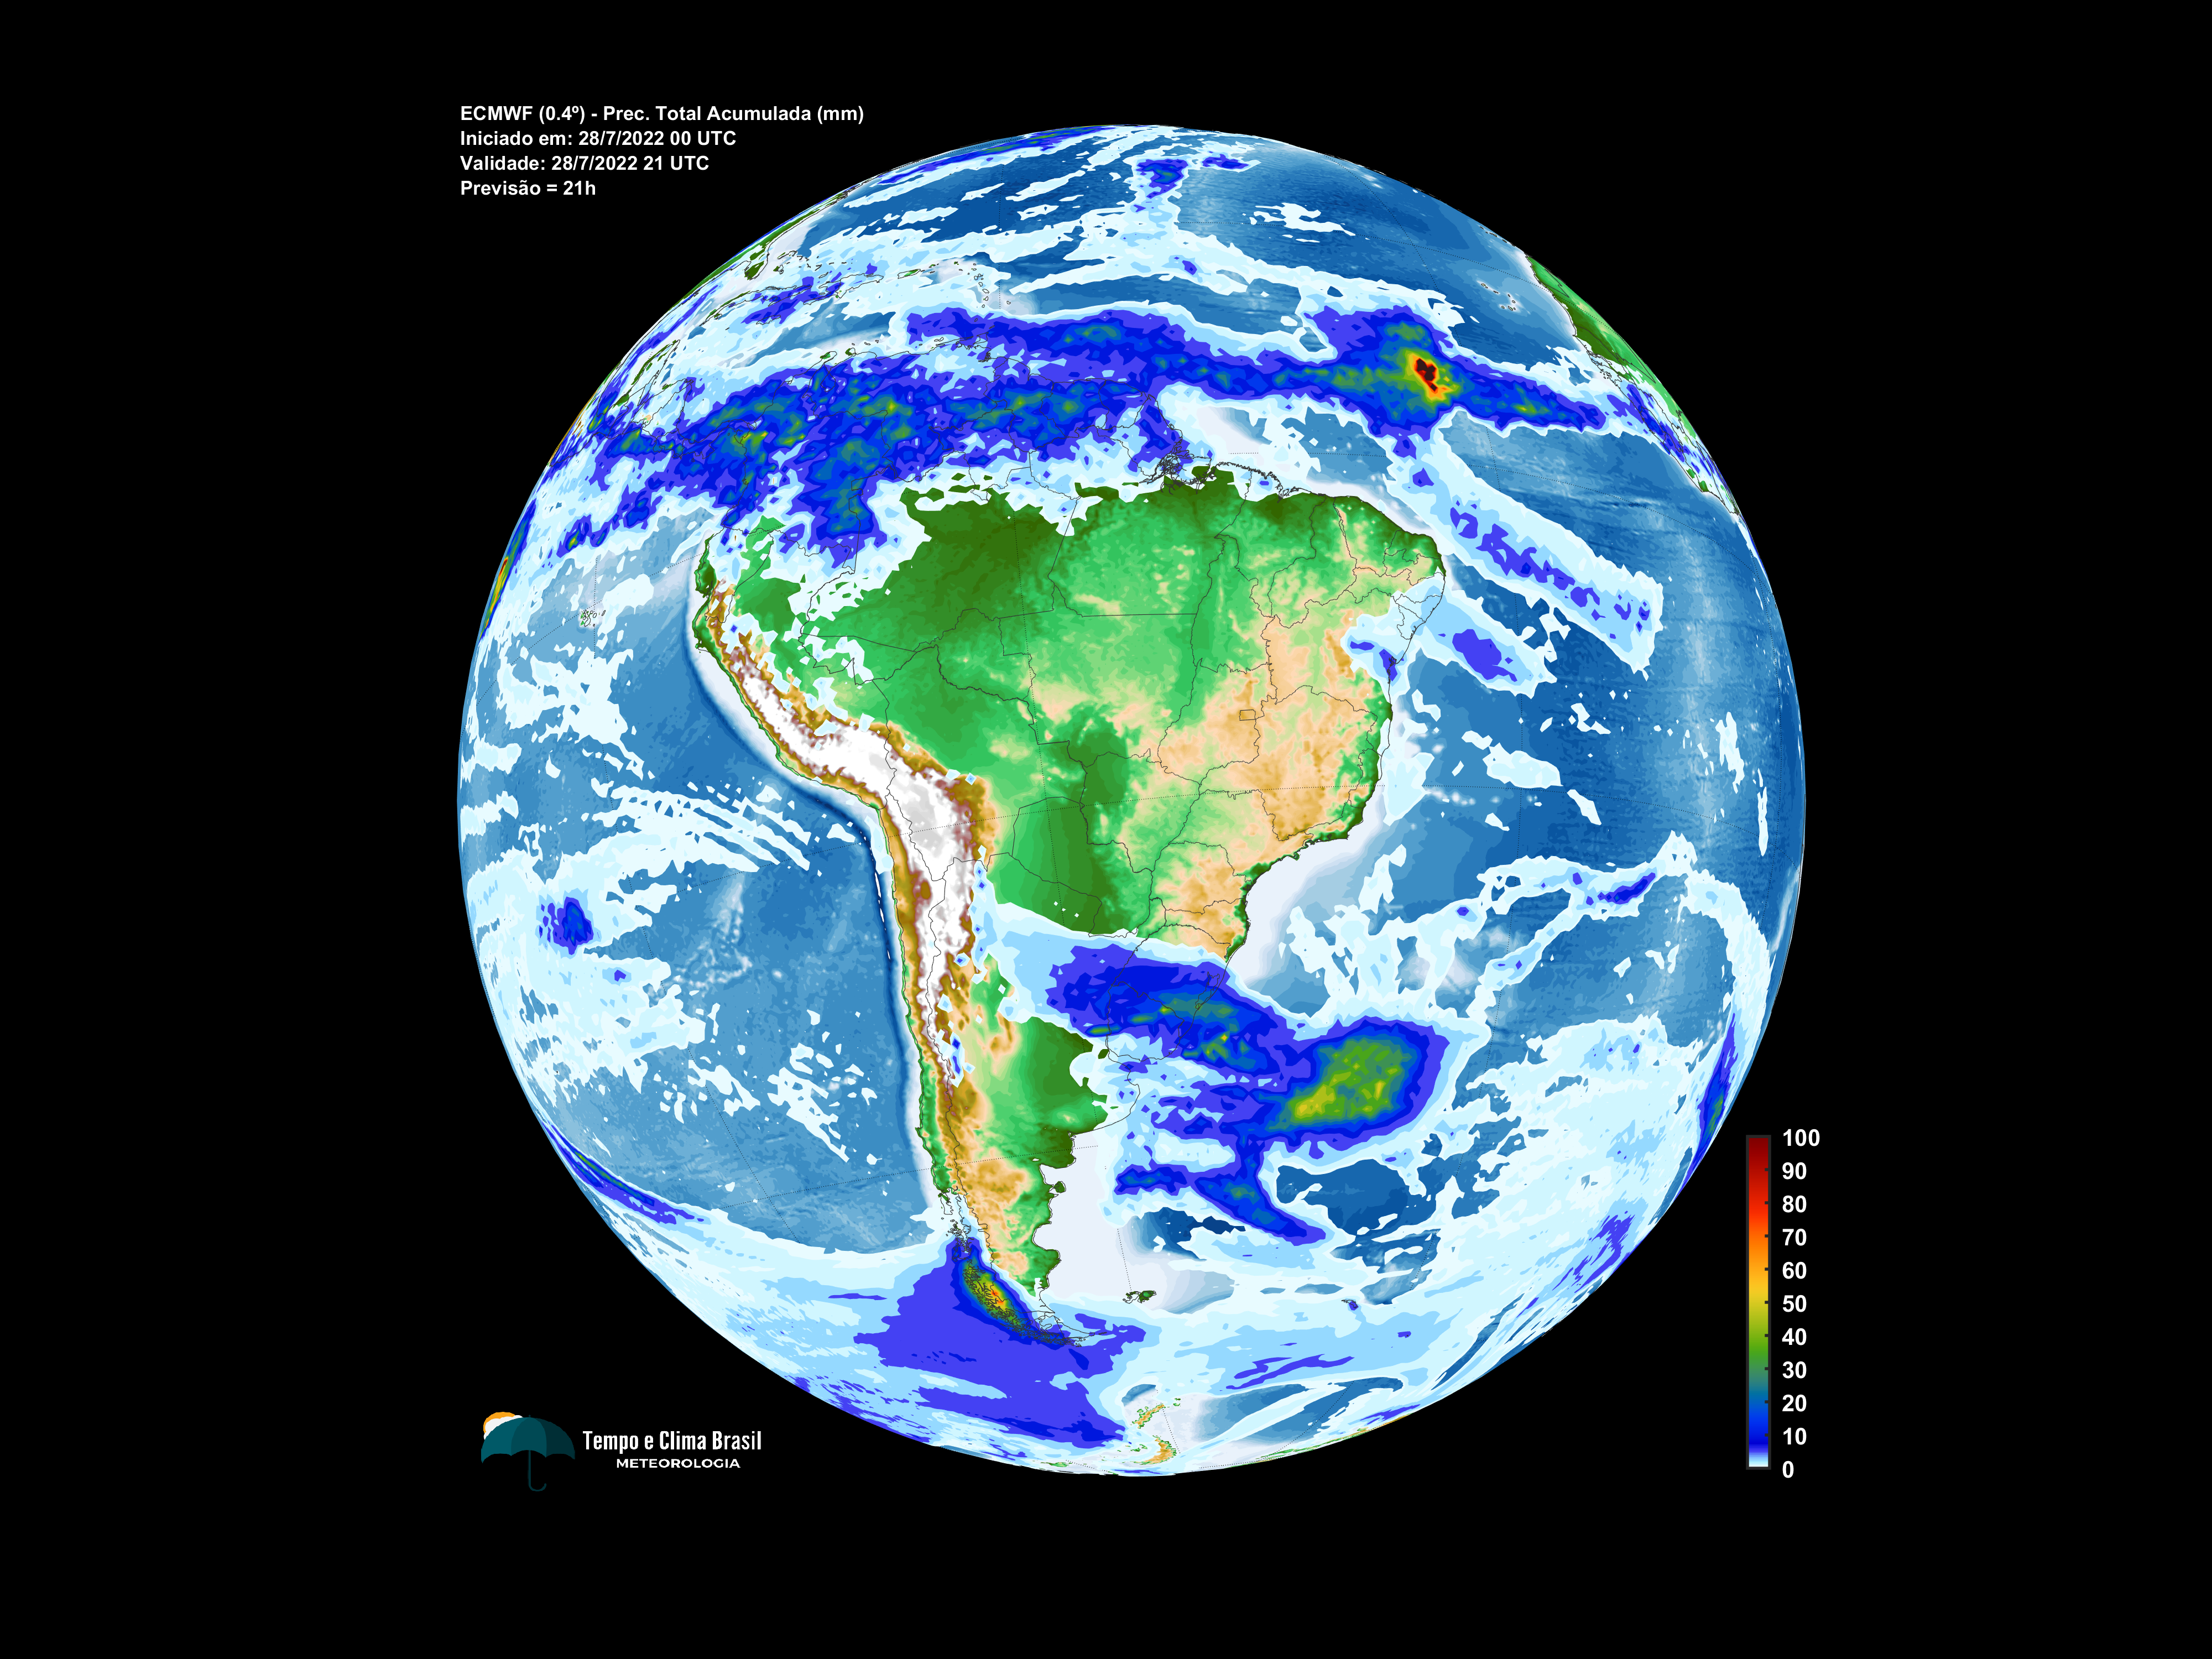 ECMWF (0.4º) - Prec. Total Acumulada (mm)
Iniciado em: 28/7/2022 00 UTC
Validade: 28/7/2022 21 UTC
Previsão = 21h
100
90
80
70
60
50
40
30
20
10
0
Tempo e Clima Brasil
METEOROLOGIA